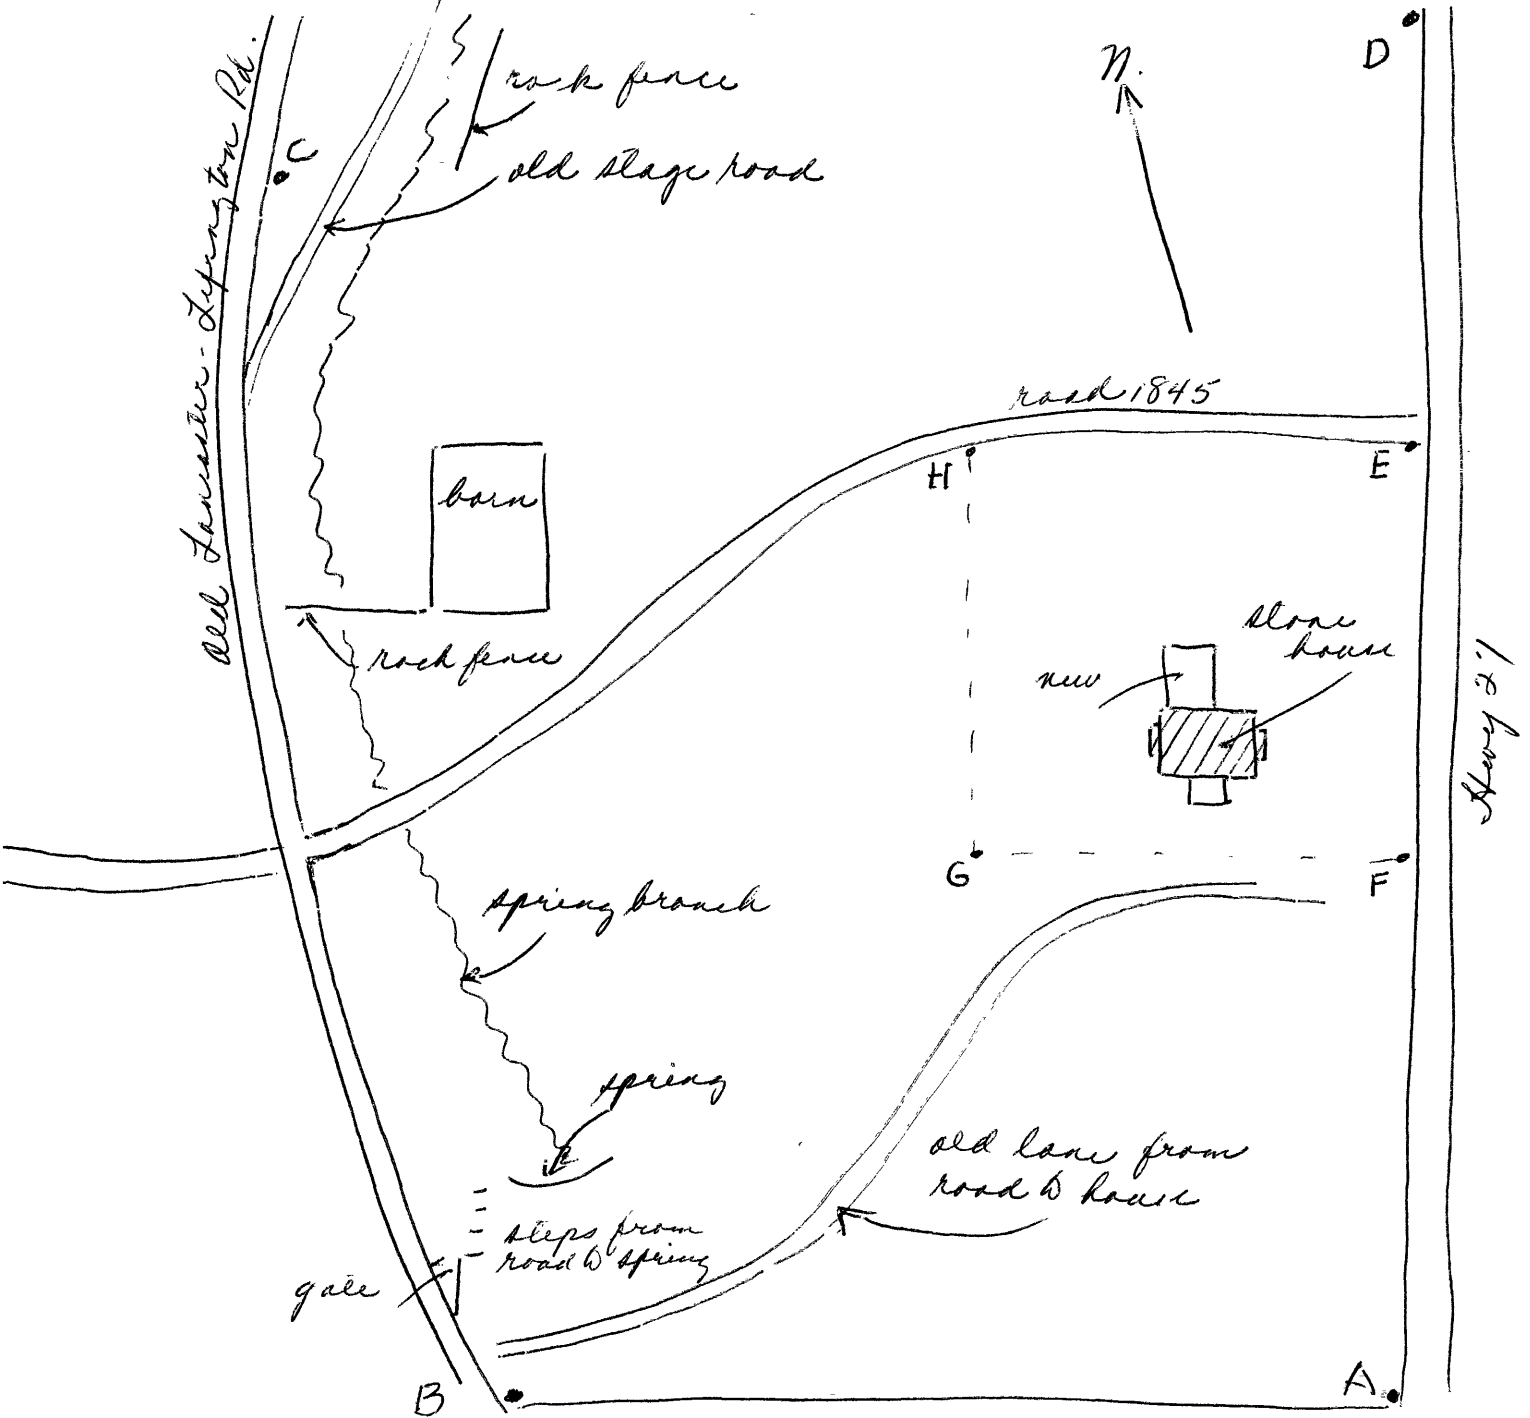 N.
D
rock fence
C
old stage road
Old Lancaster-Lexington Rd.
road 1845
H
E
barn
stone
house
new
rock fence
Hwy 27
G
F
spring branch
spring
old lane from
road to house
steps from
road to spring
gate
B
A